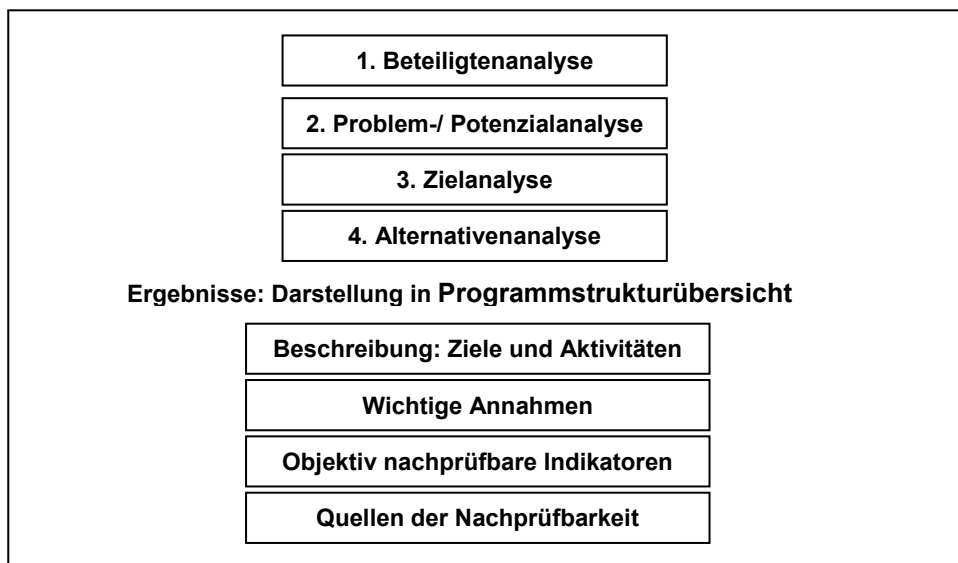 1. Beteiligtenanalyse
2. Problem-/ Potenzialanalyse
3. Zielanalyse
4. Alternativenanalyse
Ergebnisse: Darstellung in Programmstrukturübersicht
Beschreibung: Ziele und Aktivitäten
Wichtige Annahmen
Objektiv nachprüfbare Indikatoren
Quellen der Nachprüfbarkeit